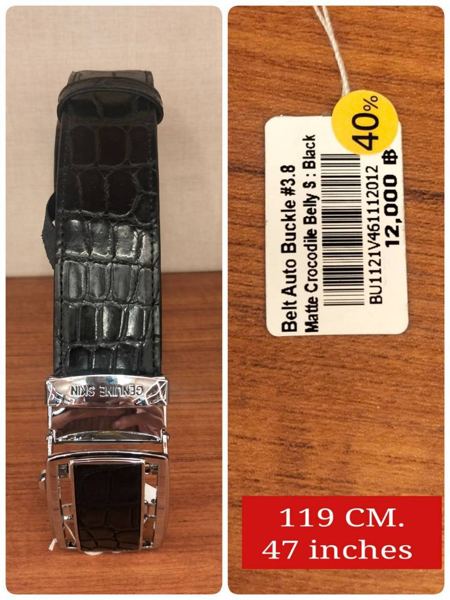 GENUINE SKIN
40%
Belt Auto Buckle #3.8
Matte Crocodile Belly S : Black
BU1121V461112012
12,000 ฿
119 CM.
47 inches